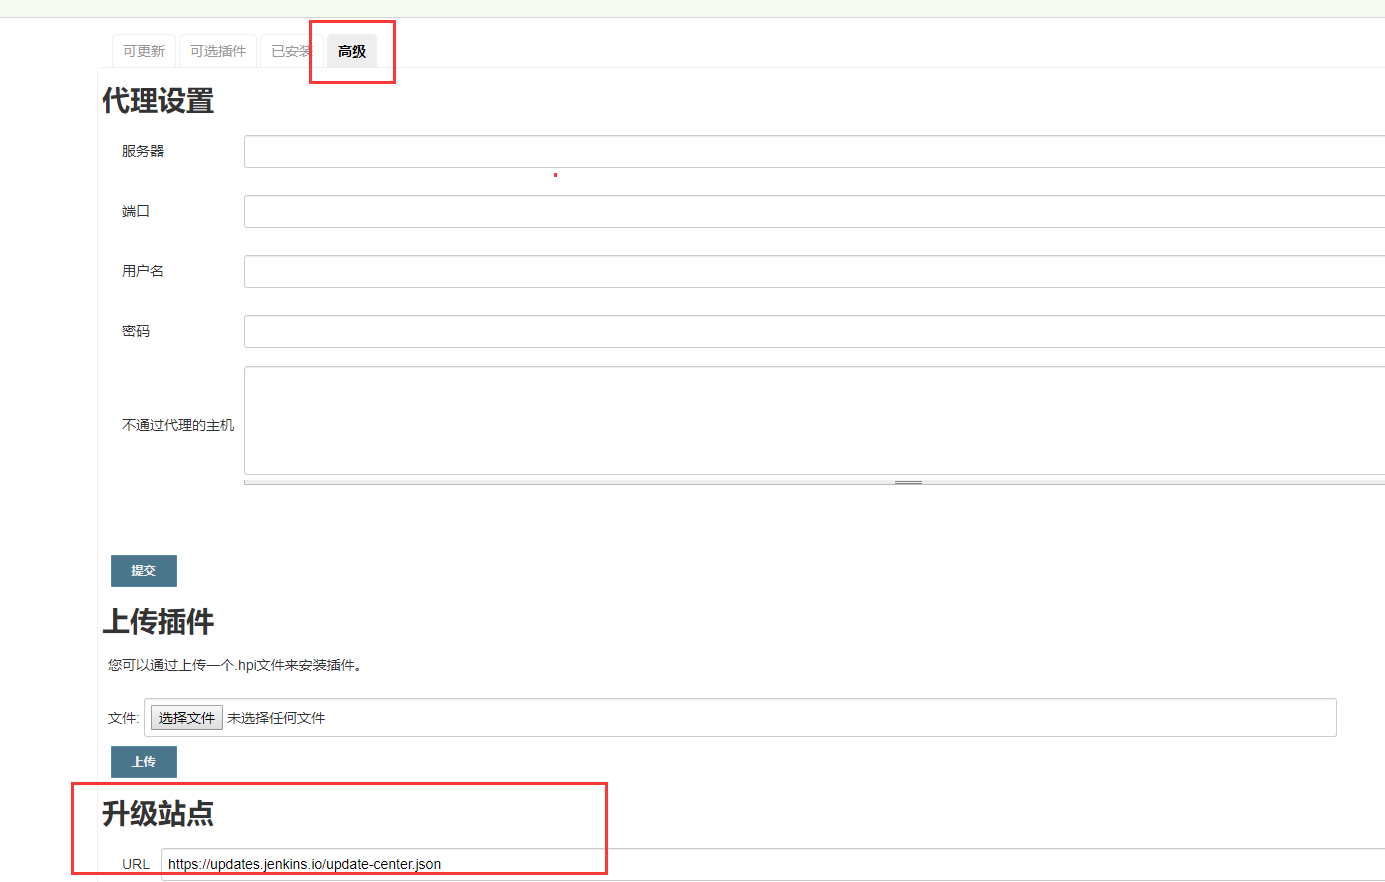 可更新 可选插件 已安装 高级
代理设置
服务器
端口
用户名
密码
不通过代理的主机
提交
上传插件
您可以通过上传一个.hpi文件来安装插件。
文件: 选择文件 未选择任何文件
上传
升级站点
URL https://updates.jenkins.io/update-center.json